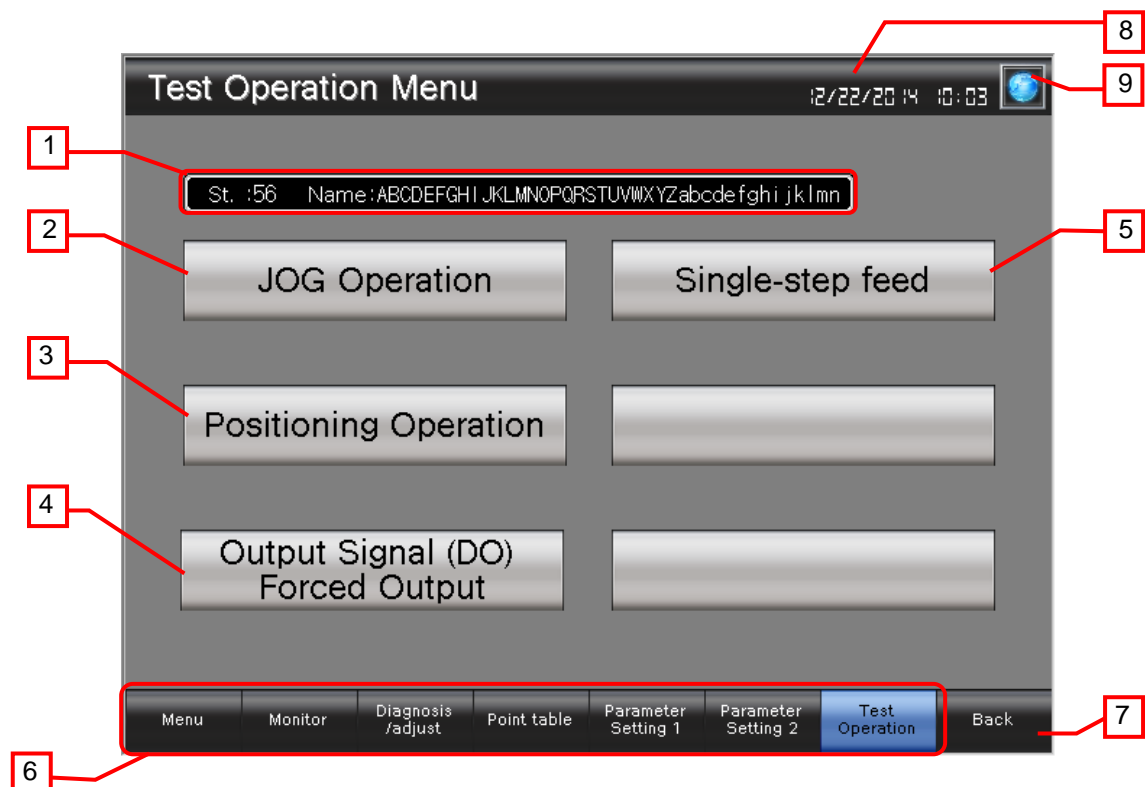 8
Test Operation Menu
12/22/2014 10:03
9
1
St. :56 Name:ABCDEFGHIJKLMNOPQRSTUVWXYZabcdefghijklmn
2
JOG Operation
Single-step feed
5
3
Positioning Operation
4
Output Signal (DO)
Forced Output
Menu
Monitor
Diagnosis
/adjust
Point table
Parameter
Setting 1
Parameter
Setting 2
Test
Operation
Back
7
6